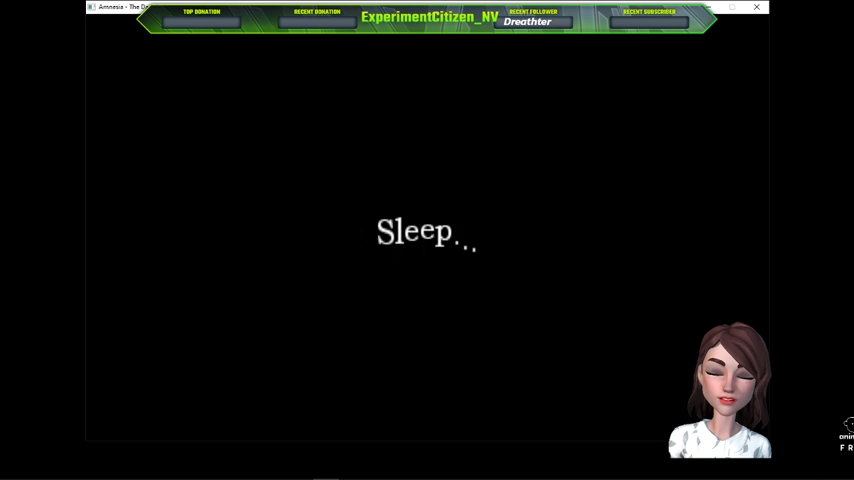 Amnesia - The Da
TOP DONATION
RECENT DONATION
ExperimentCitizen_NV
RECENT FOLLOWER
Dreathter
RECENT SUBSCRIBER
Sleep...